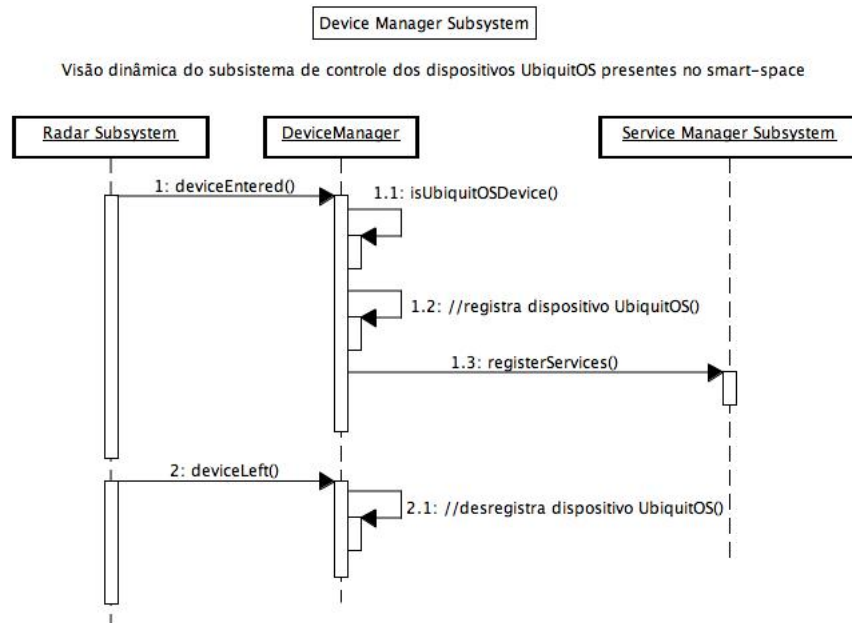 Device Manager Subsystem
Visão dinâmica do subsistema de controle dos dispositivos UbiquitOS presentes no smart-space
Radar Subsystem
DeviceManager
Service Manager Subsystem
1: deviceEntered()
1.1: isUbiquitOSDevice()
1.2: //registra dispositivo UbiquitOS()
1.3: registerServices()
2: deviceLeft()
2.1: //desregistra dispositivo UbiquitOS()